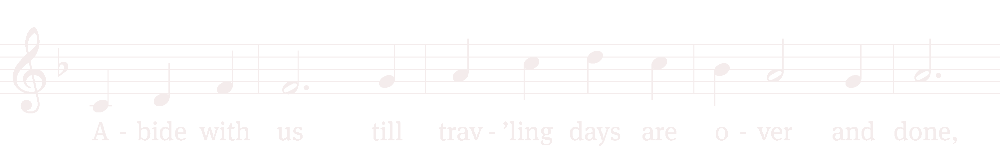 A - bide with us till trav - ’ling days are o - ver and done,